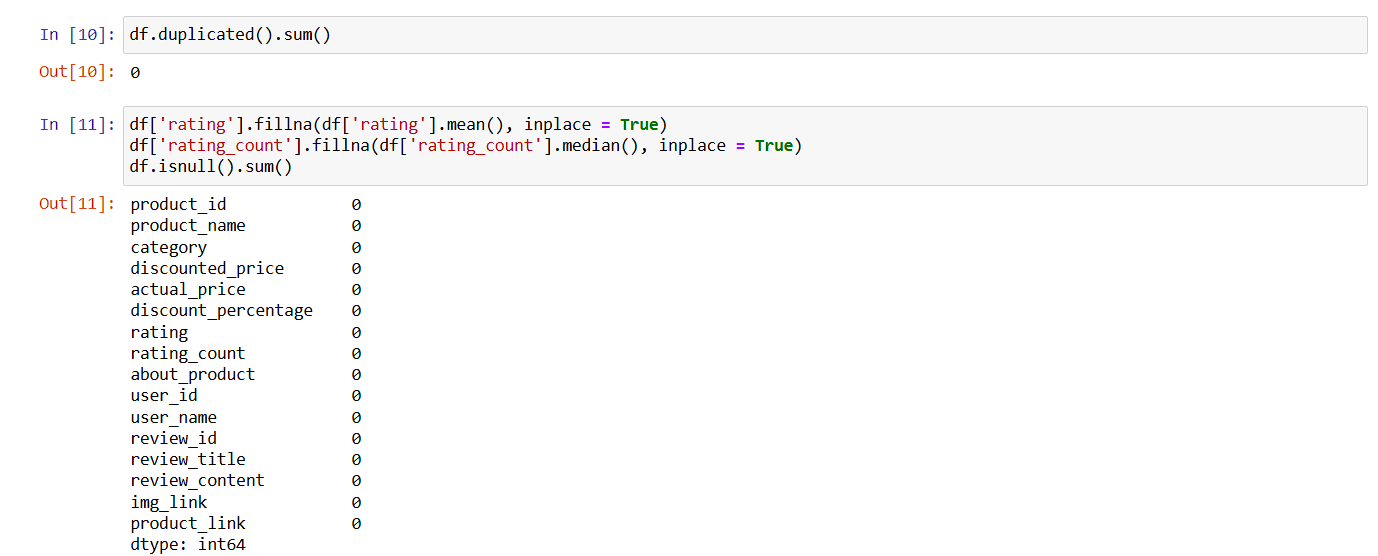 In [10]: df.duplicated().sum()
Out[10]: 0
In [11]: df['rating'].fillna(df['rating'].mean(), inplace = True)
df['rating_count'].fillna(df['rating_count'].median(), inplace = True)
df.isnull().sum()
Out[11]: product_id 0
product_name 0
category 0
discounted_price 0
actual_price 0
discount_percentage 0
rating 0
rating_count 0
about_product 0
user_id 0
user_name 0
review_id 0
review_title 0
review_content 0
img_link 0
product_link 0
dtype: int64